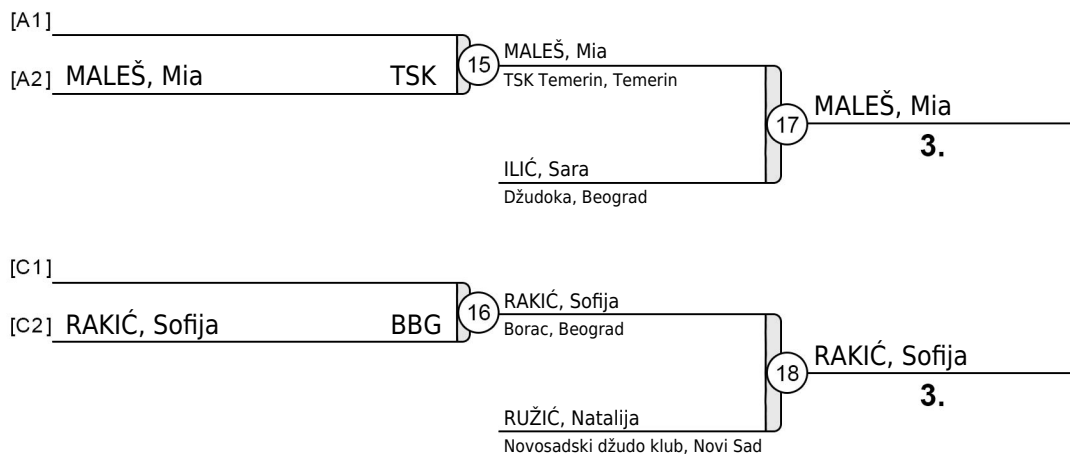 [A1]
[A2] MALEŠ, Mia TSK
15
MALEŠ, Mia
TSK Temerin, Temerin
17
MALEŠ, Mia
3.
ILIĆ, Sara
Džudoka, Beograd
[C1]
[C2] RAKIĆ, Sofija BBG
16
RAKIĆ, Sofija
Borac, Beograd
18
RAKIĆ, Sofija
3.
RUŽIĆ, Natalija
Novosadski džudo klub, Novi Sad